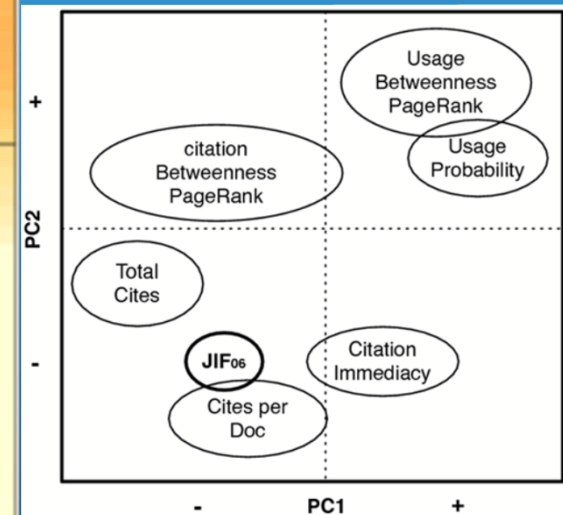 Usage
Betweenness
PageRank
Usage
Probability
citation
Betweenness
PageRank
Total
Cites
JIF06
Citation
Immediacy
Cites per
Doc
+
PC2
-
-
PC1
+